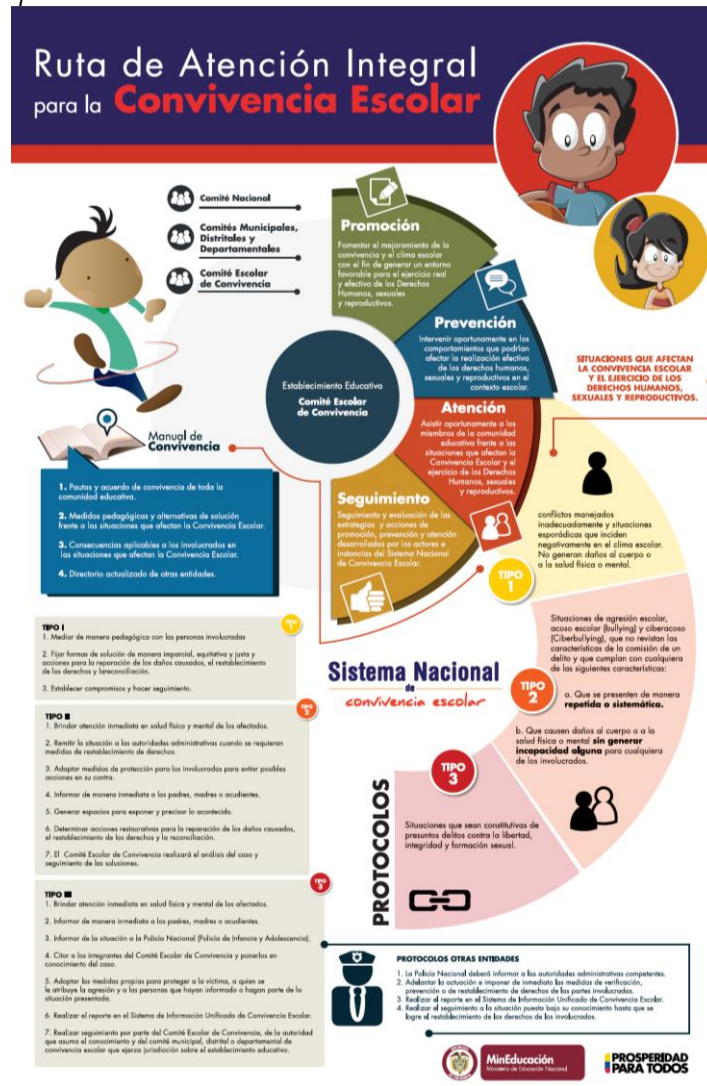 Ruta de Atención Integral
para la Convivencia Escolar
Comité Nacional
Comités Municipales,
Distritales y
Departamentales
Comité Escolar
de Convivencia
Promoción
Fomentar el mejoramiento de la
convivencia y el clima escolar
con el fin de generar un entorno
favorable para el ejercicio real
y efectivo de los Derechos
Humanos, sexuales
y reproductivos.
Prevención
Intervenir oportunamente en los
comportamientos que podrían
afectar la realización efectiva
de los derechos humanos,
sexuales y reproductivos en el
contexto escolar.
Establecimiento Educativo
Comité Escolar
de Convivencia
Atención
Asistir oportunamente a los
miembros de la comunidad
educativa frente a las
situaciones que afectan la
Convivencia Escolar y el
ejercicio de los Derechos
Humanos, sexuales
y reproductivos.
Seguimiento
Seguimiento y evaluación de las
estrategias y acciones de
promoción, prevención y atención
desarrollados por los actores e
instancias del Sistema Nacional
de Convivencia Escolar.
SITUACIONES QUE AFECTAN
LA CONVIVENCIA ESCOLAR
Y EL EJERCICIO DE LOS
DERECHOS HUMANOS,
SEXUALES Y REPRODUCTIVOS.
Manual de
Convivencia
1. Pautas y acuerdo de convivencia de toda la
comunidad educativa.
2. Medidas pedagógicas y alternativas de solución
frente a las situaciones que afectan la Convivencia Escolar.
3. Consecuencias aplicables a los involucrados en
las situaciones que afectan la Convivencia Escolar.
4. Directorio actualizado de otras entidades.
TIPO
1
conflictos manejados
inadecuadamente y situaciones
esporádicas que inciden
negativamente en el clima escolar.
No generan daños al cuerpo o
a la salud física o mental.
TIPO
2
Situaciones de agresión escolar,
acoso escolar (bullying) y ciberacoso
(Ciberbullying), que no revistan las
características de la comisión de un
delito y que cumplan con cualquiera
de las siguientes características:
a. Que se presenten de manera
repetida o sistemática.
b. Que causen daños al cuerpo o a la
salud física o mental sin generar
incapacidad alguna para cualquiera
de los involucrados.
TIPO
3
Situaciones que sean constitutivas de
presuntos delitos contra la libertad,
integridad y formación sexual.
PROTOCOLOS
Sistema Nacional
de
convivencia escolar
TIPO I
TIPO
1
1. Mediar de manera pedagógica con las personas involucradas
2. Fijar formas de solución de manera imparcial, equitativa y justa y
acciones para la reparación de los daños causados, el restablecimiento
de los derechos y lareconciliación.
3. Establecer compromisos y hacer seguimiento.
TIPO II
TIPO
2
1. Brindar atención inmediata en salud física y mental de los afectados.
2. Remitir la situación a las autoridades administrativas cuando se requieran
medidas de restablecimiento de derechos.
3. Adoptar medidas de protección para los involucrados para evitar posibles
acciones en su contra.
4. Informar de manera inmediata a los padres, madres o acudientes.
5. Generar espacios para exponer y precisar lo acontecido.
6. Determinar acciones restaurativas para la reparación de los daños causados,
el restablecimiento de los derechos y la reconciliación.
7. El Comité Escolar de Convivencia realizará el análisis del caso y
seguimiento de las soluciones.
TIPO III
TIPO
3
1. Brindar atención inmediata en salud física y mental de los afectados.
2. Informar de manera inmediata a los padres, madres o acudientes.
3. Informar de la situación a la Policía Nacional (Policía de Infancia y Adolescencia).
4. Citar a los integrantes del Comité Escolar de Convivencia y ponerlos en
conocimiento del caso.
5. Adoptar las medidas propias para proteger a la víctima, a quien se
le atribuye la agresión y a las personas que hayan informado o hagan parte de la
situación presentada.
6. Realizar el reporte en el Sistema de Información Unificado de Convivencia Escolar.
7. Realizar seguimiento por parte del Comité Escolar de Convivencia, de la autoridad
que asuma el conocimiento y del comité municipal, distrital o departamental de
convivencia escolar que ejerza jurisdicción sobre el establecimiento educativo.
PROTOCOLOS OTRAS ENTIDADES
1. La Policía Nacional deberá informar a las autoridades administrativas competentes.
2. Adelantar la actuación e imponer de inmediato las medidas de verificación,
prevención o de restablecimiento de derechos de las partes involucradas.
3. Realizar el reporte en el Sistema de Información Unificado de Convivencia Escolar.
4. Realizar el seguimiento a la situación puesta bajo su conocimiento hasta que se
logre el restablecimiento de los derechos de los involucrados.
MinEducación
Ministerio de Educación Nacional
PROSPERIDAD
PARA TODOS